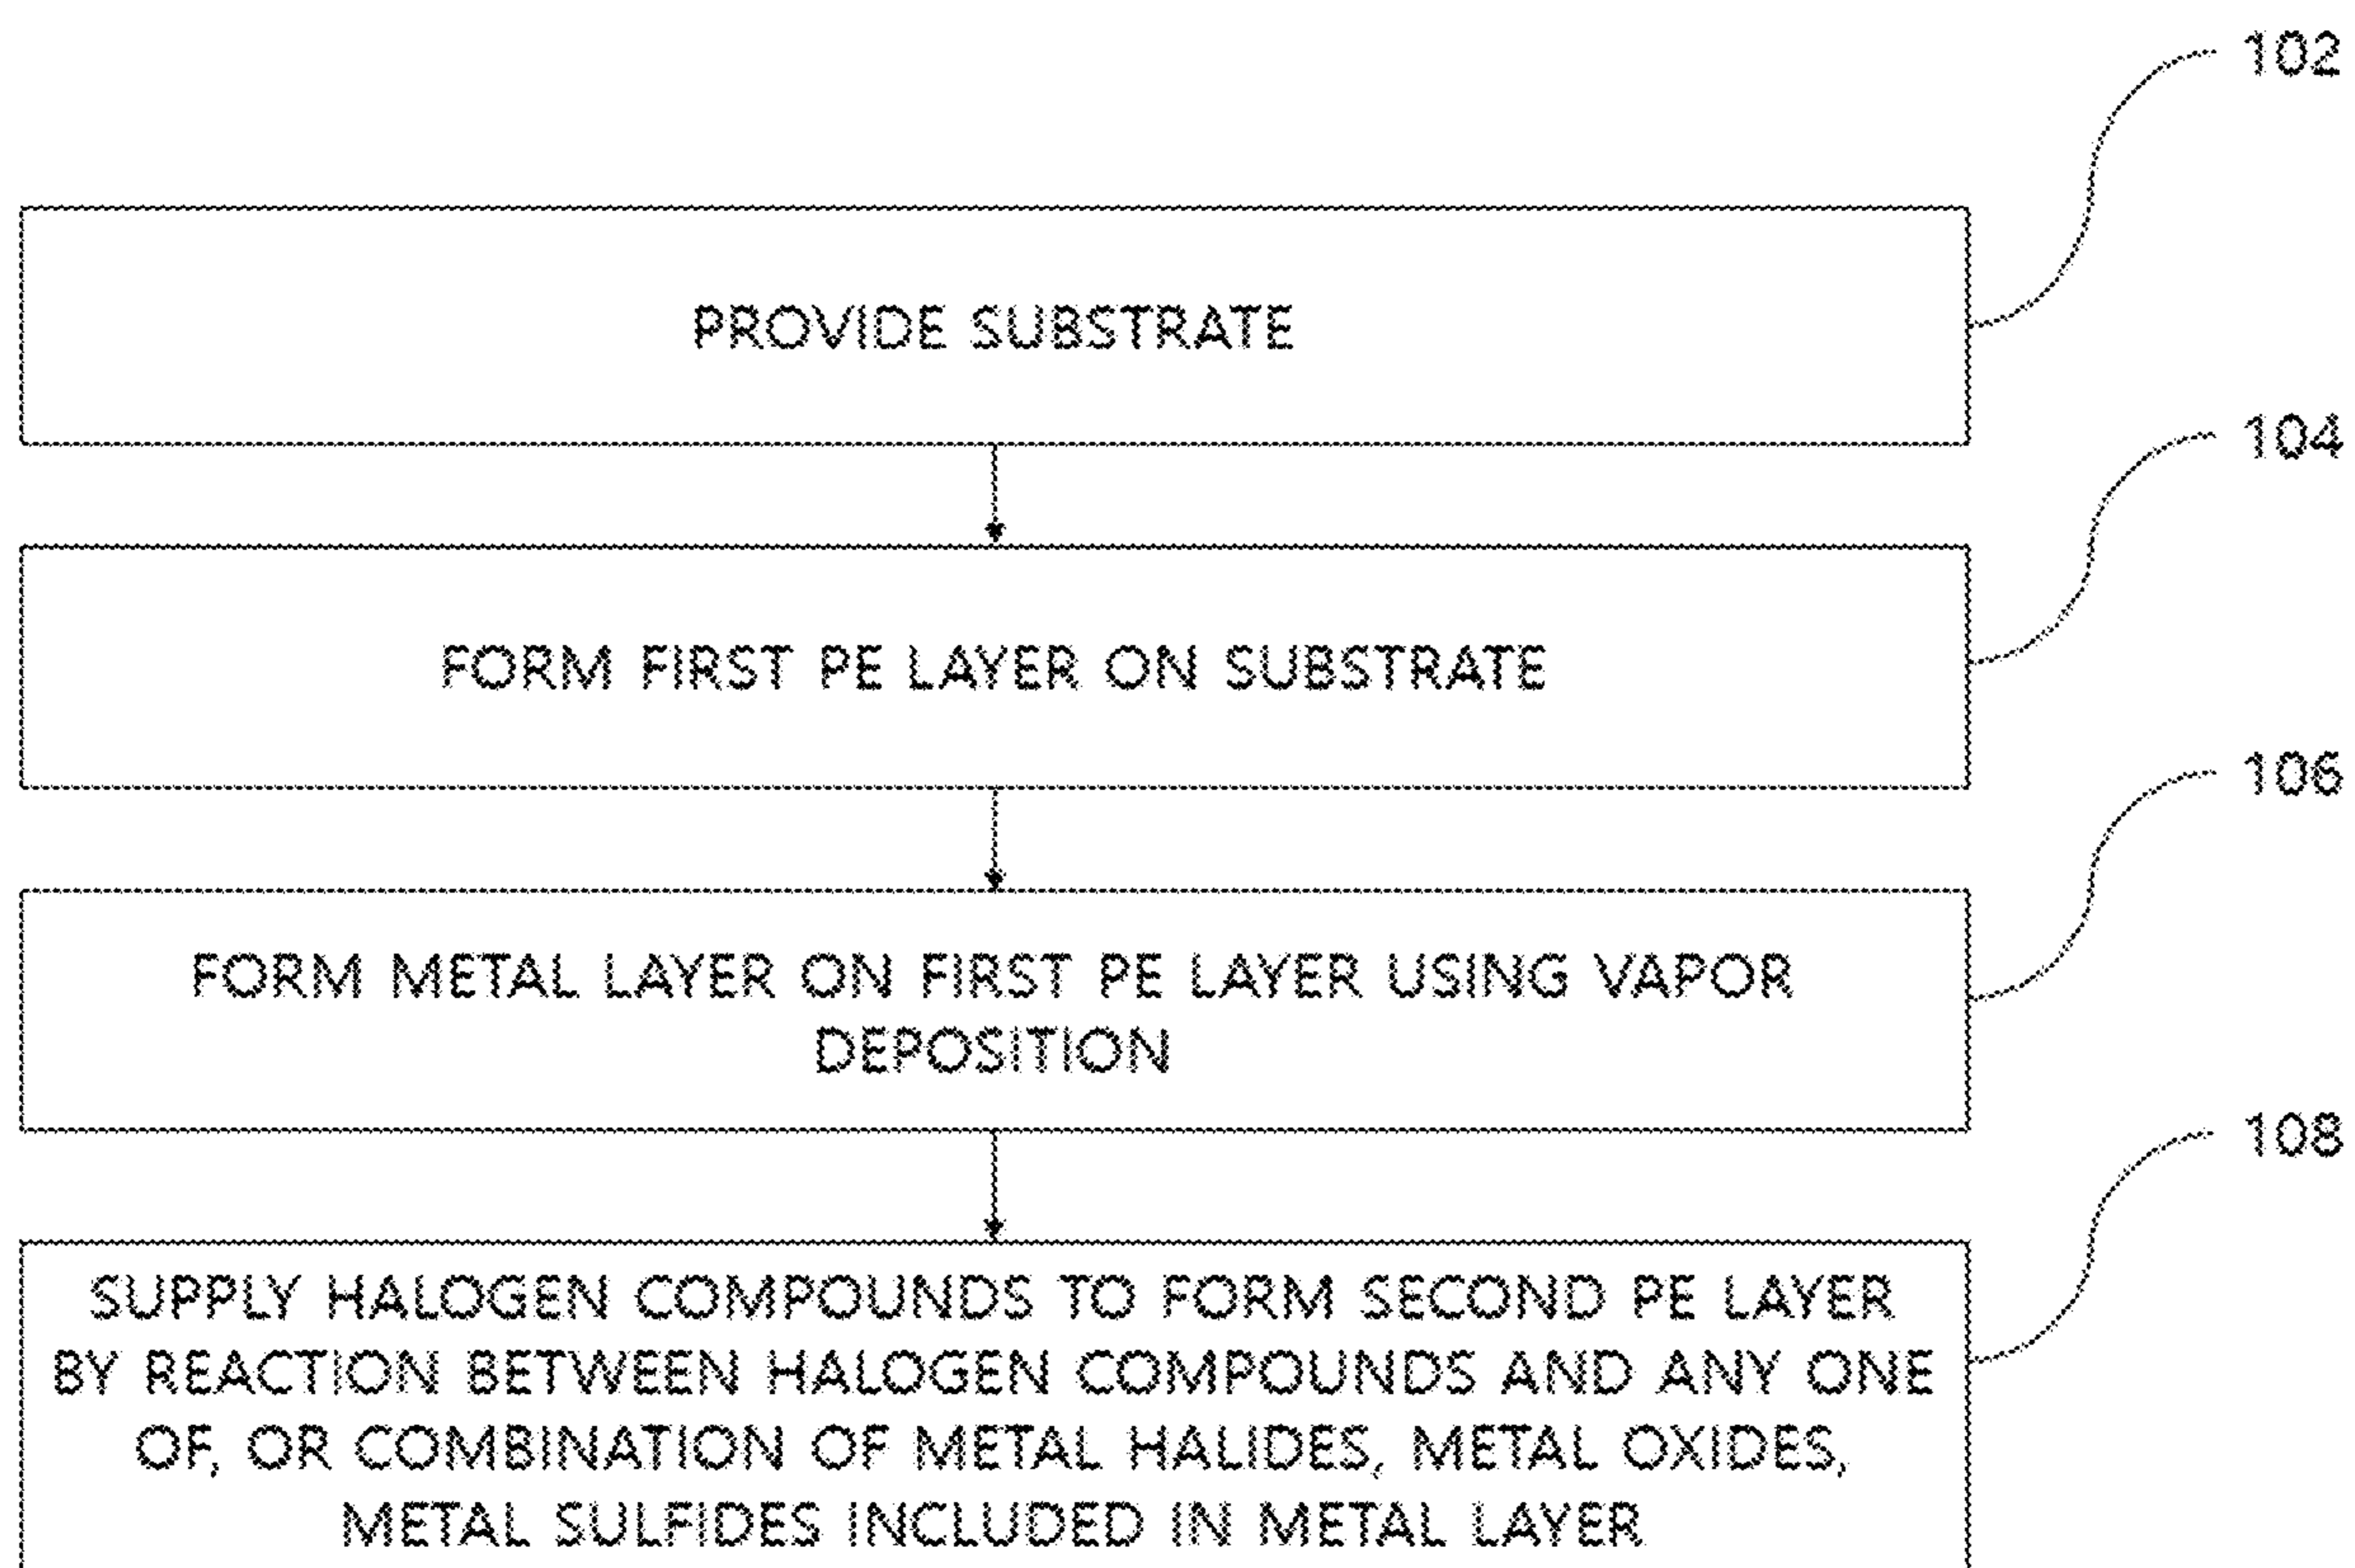 102
PROVIDE SUBSTRATE
104
FORM FIRST PE LAYER ON SUBSTRATE
106
FORM METAL LAYER ON FIRST PE LAYER USING VAPOR
DEPOSITION
108
SUPPLY HALOGEN COMPOUNDS TO FORM SECOND PE LAYER
BY REACTION BETWEEN HALOGEN COMPOUNDS AND ANY ONE
OF, OR COMBINATION OF METAL HALIDES, METAL OXIDES,
METAL SULFIDES INCLUDED IN METAL LAYER